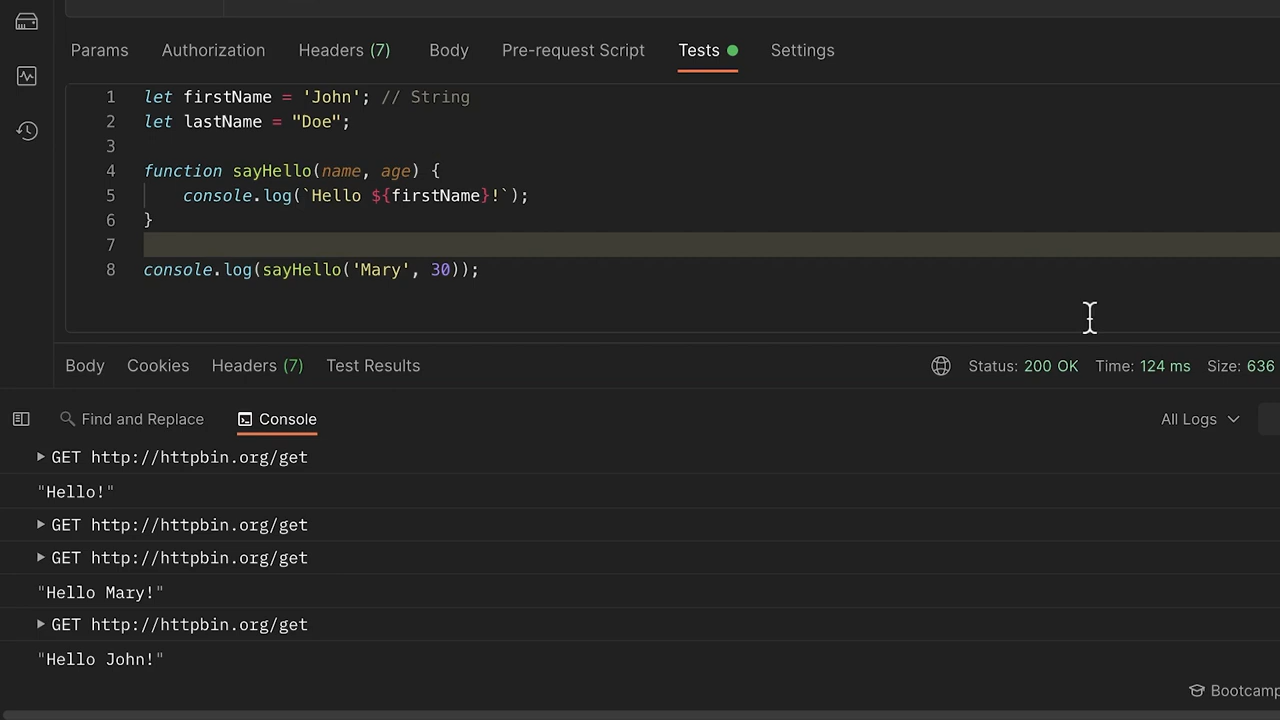 Params Authorization Headers (7) Body Pre-request Script Tests Settings
1 let firstName = 'John'; // String
2 let lastName = "Doe";
3
4 function sayHello(name, age) {
5 console.log(`Hello ${firstName}!`);
6 }
7
8 console.log(sayHello('Mary', 30));
Body Cookies Headers (7) Test Results Status: 200 OK Time: 124 ms Size: 636
Find and Replace Console All Logs
GET http://httpbin.org/get
"Hello!"
GET http://httpbin.org/get
GET http://httpbin.org/get
"Hello Mary!"
GET http://httpbin.org/get
"Hello John!"
Bootcamp